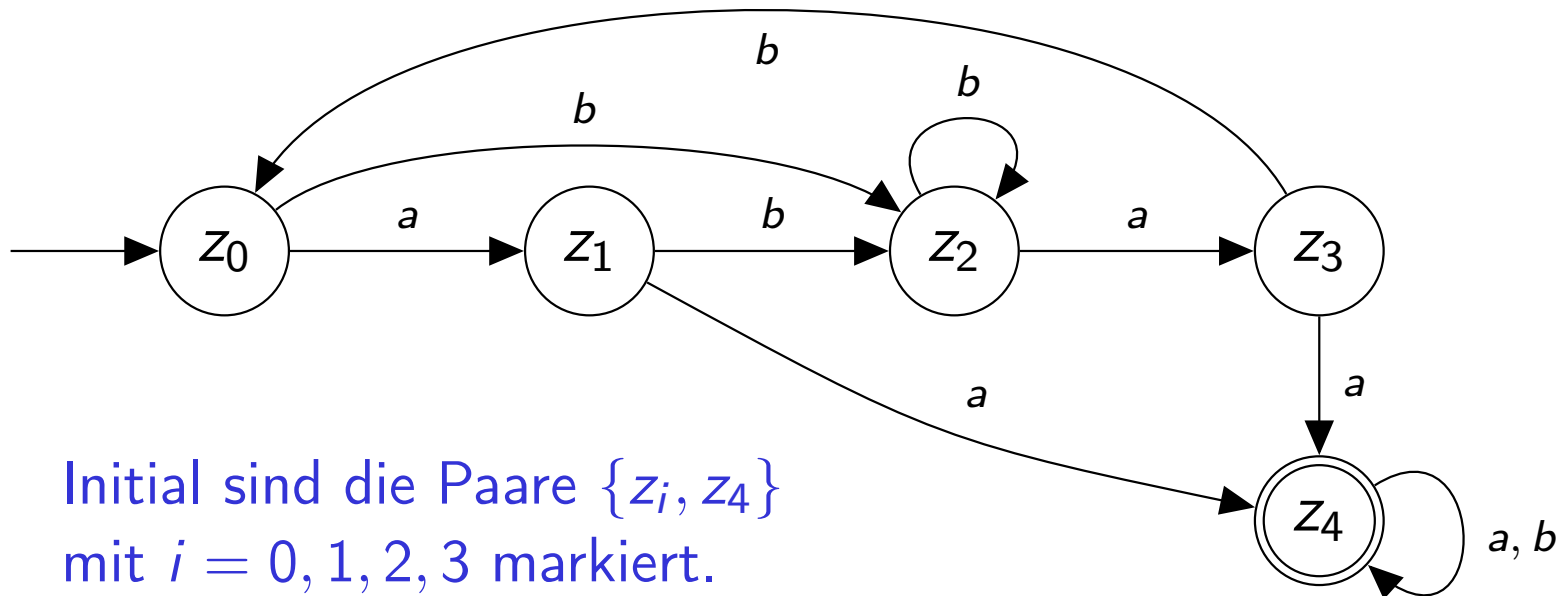 b
b
b
z₀
a
z₁
b
z₂
a
z₃
a
a
z₄
a, b
Initial sind die Paare {zᵢ, z₄}
mit i = 0, 1, 2, 3 markiert.